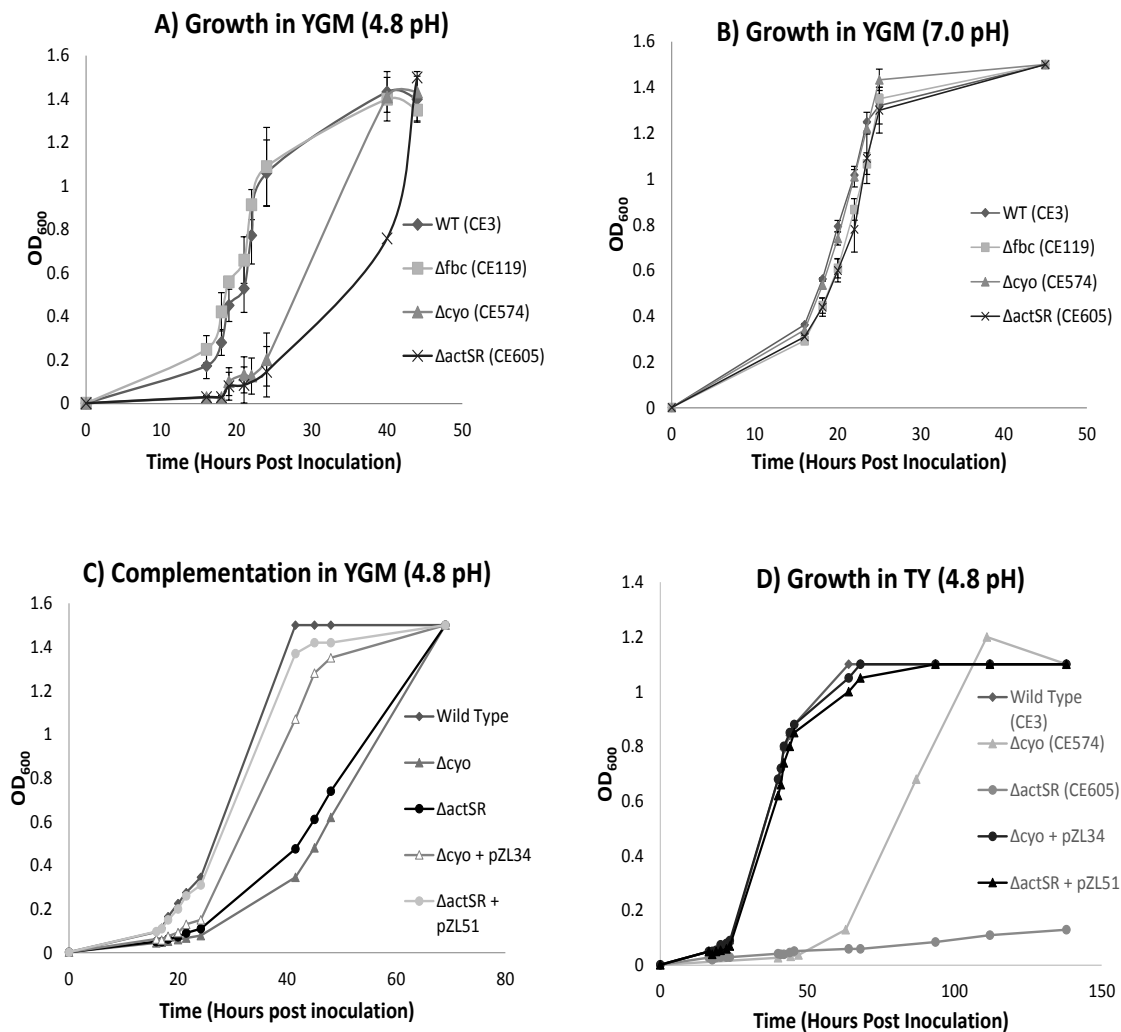 A) Growth in YGM (4.8 pH)
1.6
1.4
1.2
1
0.8
0.6
0.4
0.2
0
OD600
0
10
20
30
40
50
Time (Hours Post Inoculation)
WT (CE3)
Δfbc (CE119)
Δcyo (CE574)
ΔactSR (CE605)
B) Growth in YGM (7.0 pH)
1.6
1.4
1.2
1
0.8
0.6
0.4
0.2
0
OD600
0
10
20
30
40
50
Time (Hours Post Inoculation)
WT (CE3)
Δfbc (CE119)
Δcyo (CE574)
ΔactSR (CE605)
C) Complementation in YGM (4.8 pH)
1.6
1.4
1.2
1
0.8
0.6
0.4
0.2
0
OD600
0
20
40
60
80
Time (Hours Post inoculation)
Wild Type
Δcyo
ΔactSR
Δcyo + pZL34
ΔactSR +
pZL51
D) Growth in TY (4.8 pH)
1.4
1.2
1
0.8
0.6
0.4
0.2
0
OD600
0
50
100
150
Time (Hours Post Inoculation)
Wild Type
(CE3)
Δcyo (CE574)
ΔactSR (CE605)
Δcyo + pZL34
ΔactSR + pZL51